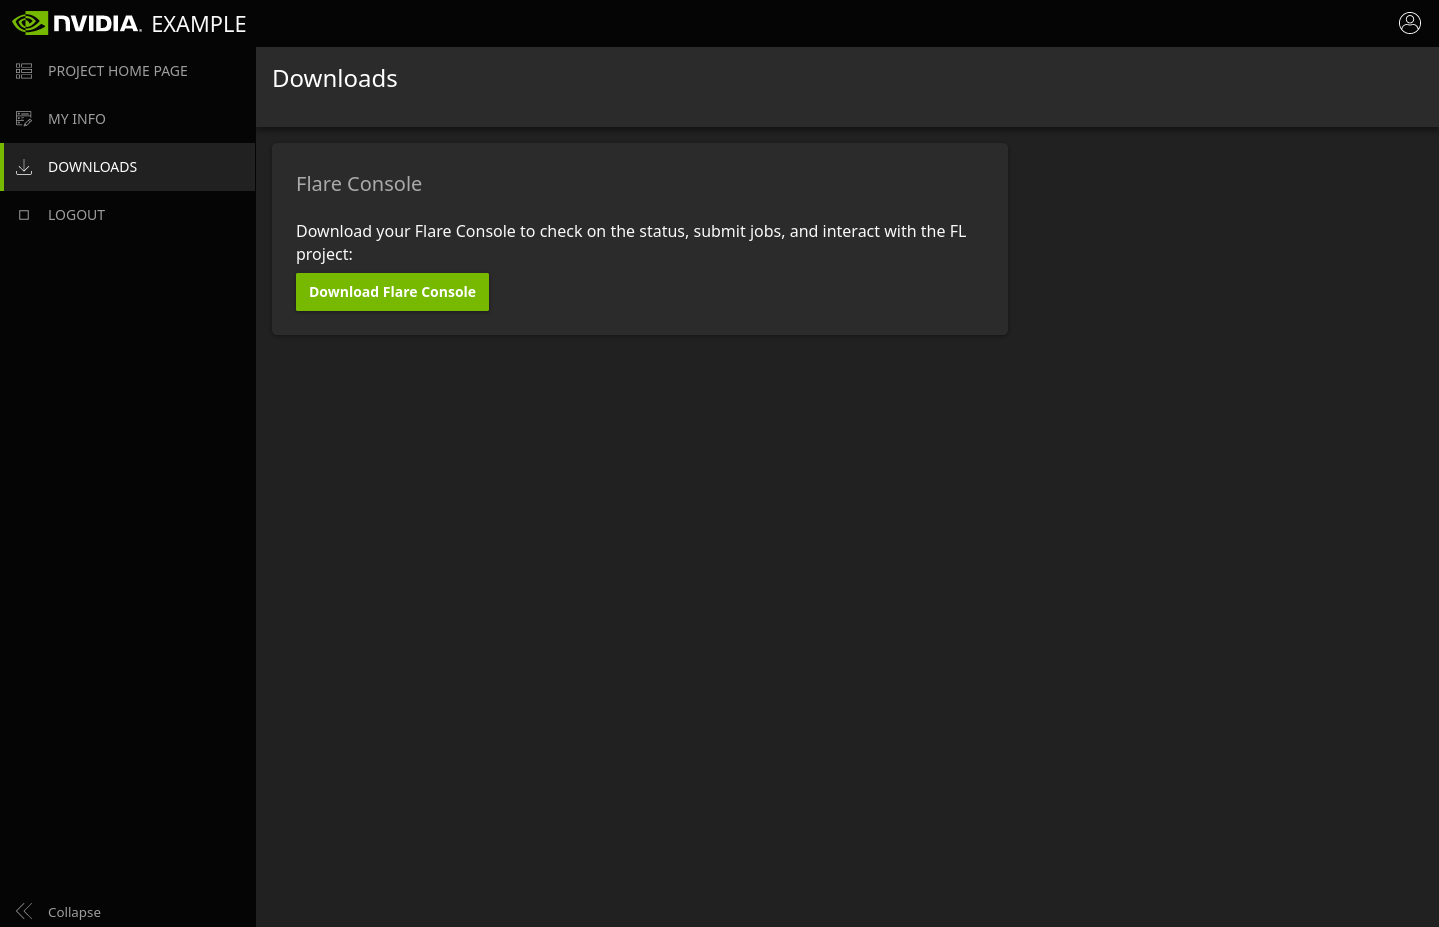 NVIDIA. EXAMPLE
PROJECT HOME PAGE
MY INFO
DOWNLOADS
LOGOUT
Collapse
Downloads
Flare Console
Download your Flare Console to check on the status, submit jobs, and interact with the FL
project:
Download Flare Console